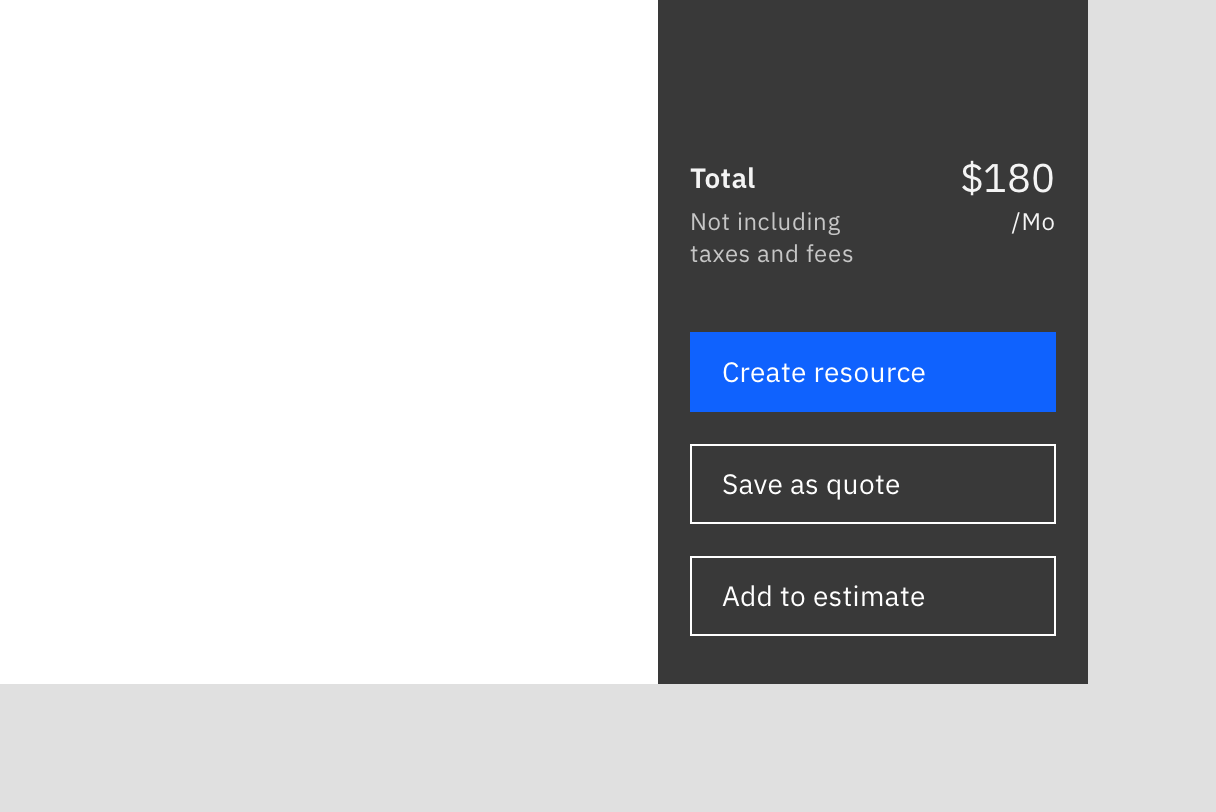 Total
$180
Not including
/Mo
taxes and fees
Create resource
Save as quote
Add to estimate